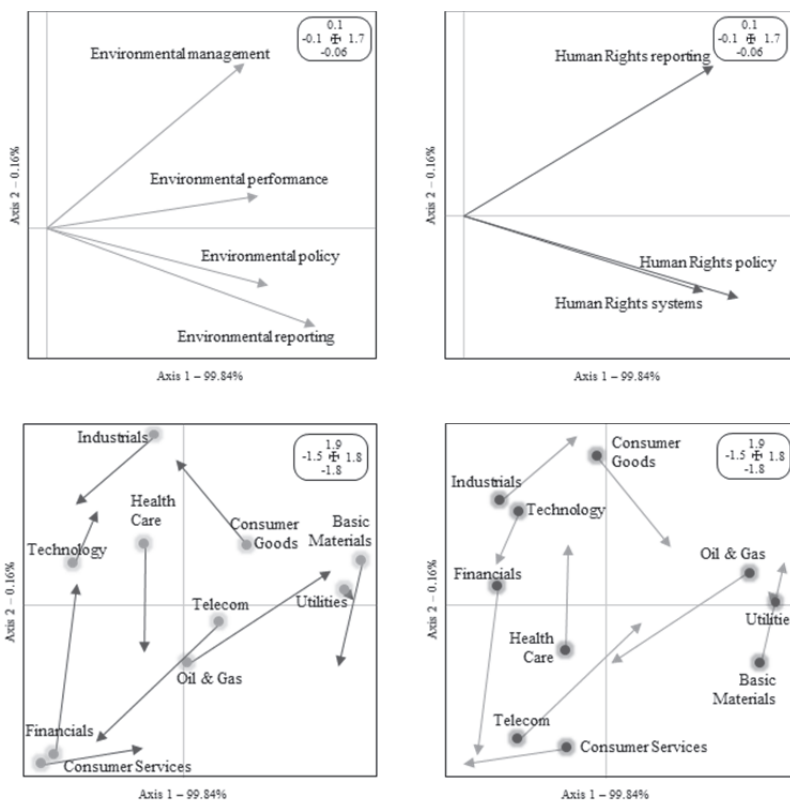 0.1
-0.1 ✠ 1.7
-0.06
Environmental management
Environmental performance
Environmental policy
Environmental reporting
Axis 2 – 0.16%
Axis 1 – 99.84%
0.1
-0.1 ✠ 1.7
-0.06
Human Rights reporting
Human Rights policy
Human Rights systems
Axis 2 – 0.16%
Axis 1 – 99.84%
1.9
-1.5 ✠ 1.8
-1.8
Industrials
Health
Care
Technology
Consumer
Goods
Basic
Materials
Utilities
Telecom
Oil & Gas
Financials
Consumer Services
Axis 2 – 0.16%
Axis 1 – 99.84%
1.9
-1.5 ✠ 1.8
-1.8
Consumer
Goods
Industrials
Technology
Oil & Gas
Financials
Utilitie
Health
Care
Basic
Materials
Telecom
Consumer Services
Axis 2 – 0.16%
Axis 1 – 99.84%